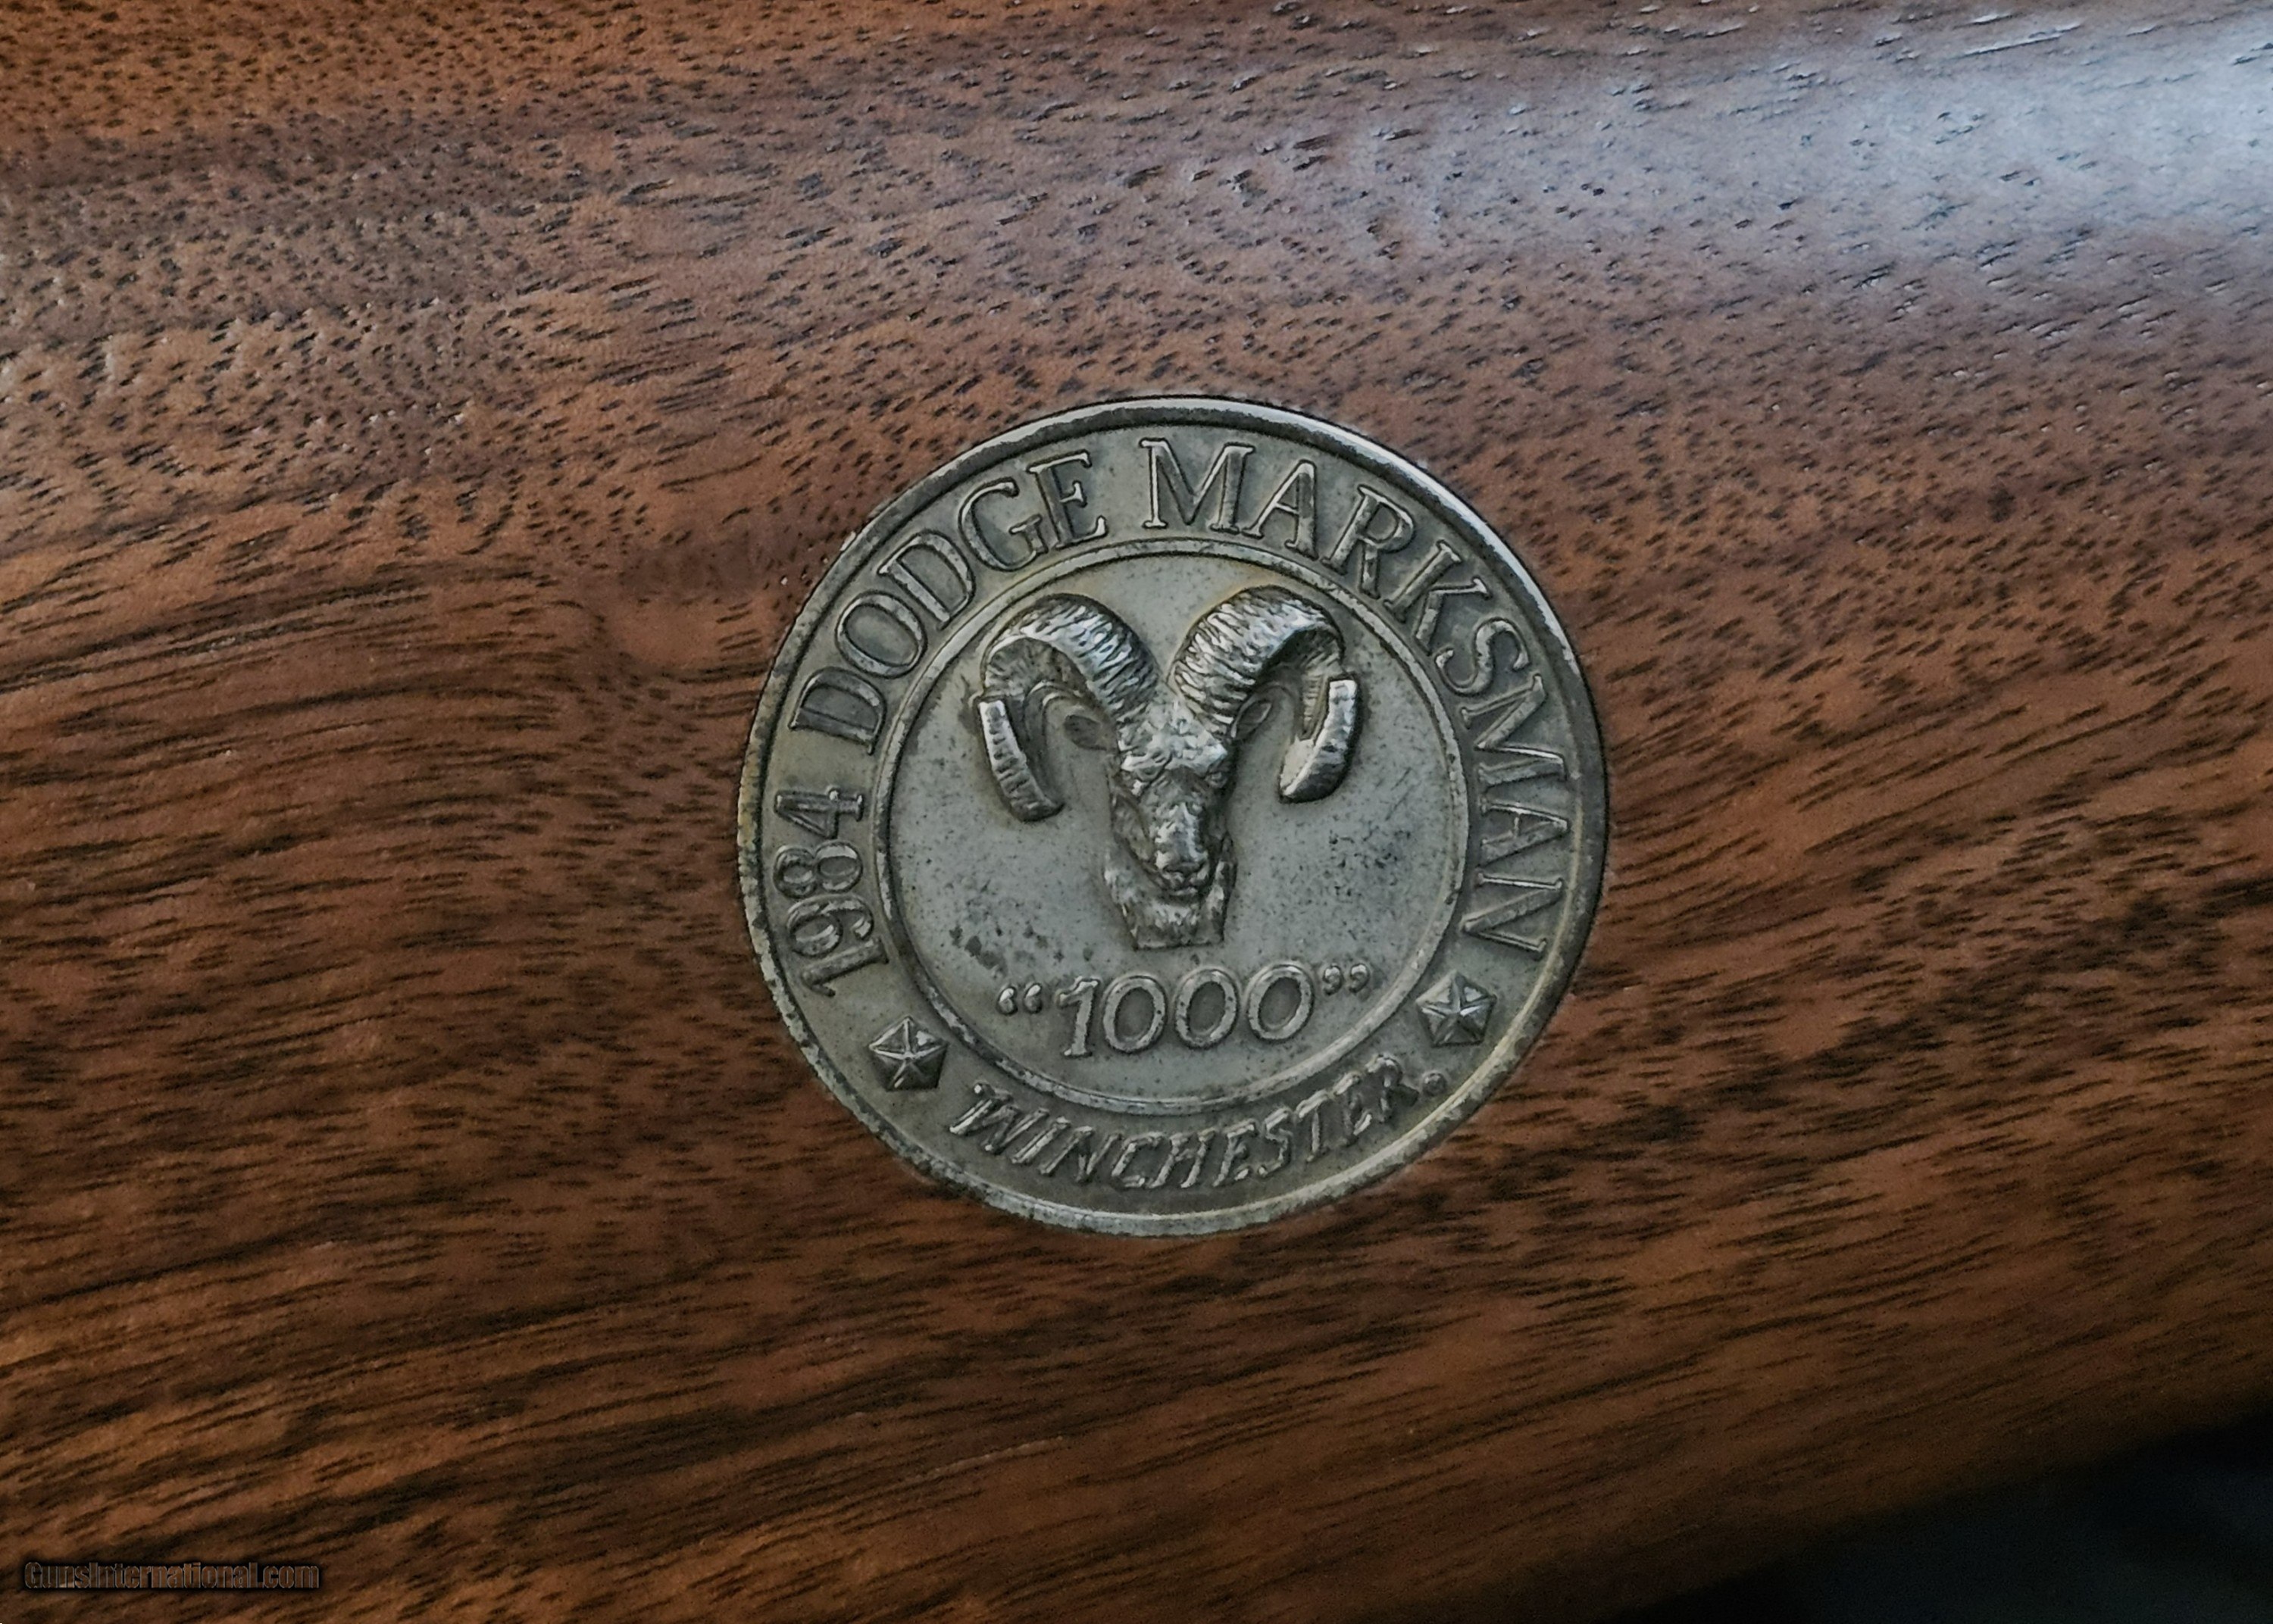 1984 DODGE MARKSMAN
"1000"
WINCHESTER.
GunsInternational.com